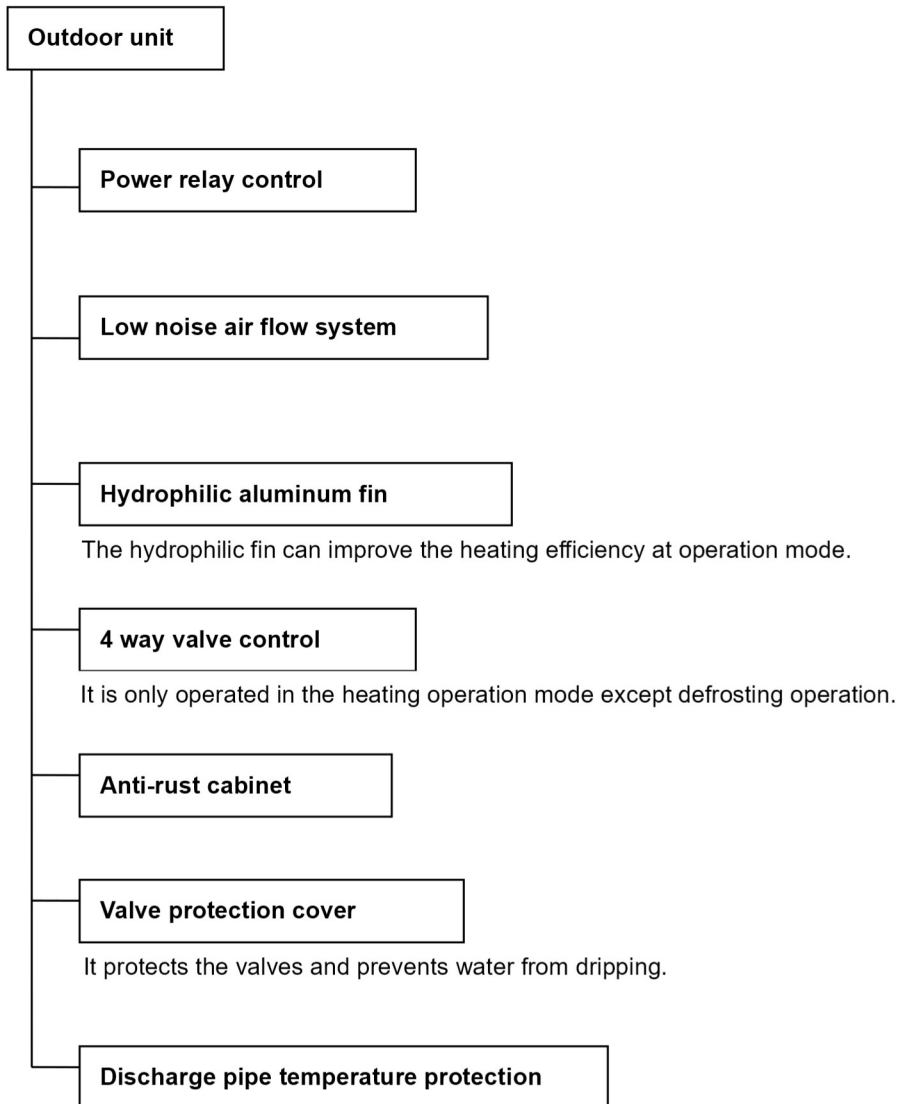 Outdoor unit
Power relay control
Low noise air flow system
Hydrophilic aluminum fin
The hydrophilic fin can improve the heating efficiency at operation mode.
4 way valve control
It is only operated in the heating operation mode except defrosting operation.
Anti-rust cabinet
Valve protection cover
It protects the valves and prevents water from dripping.
Discharge pipe temperature protection